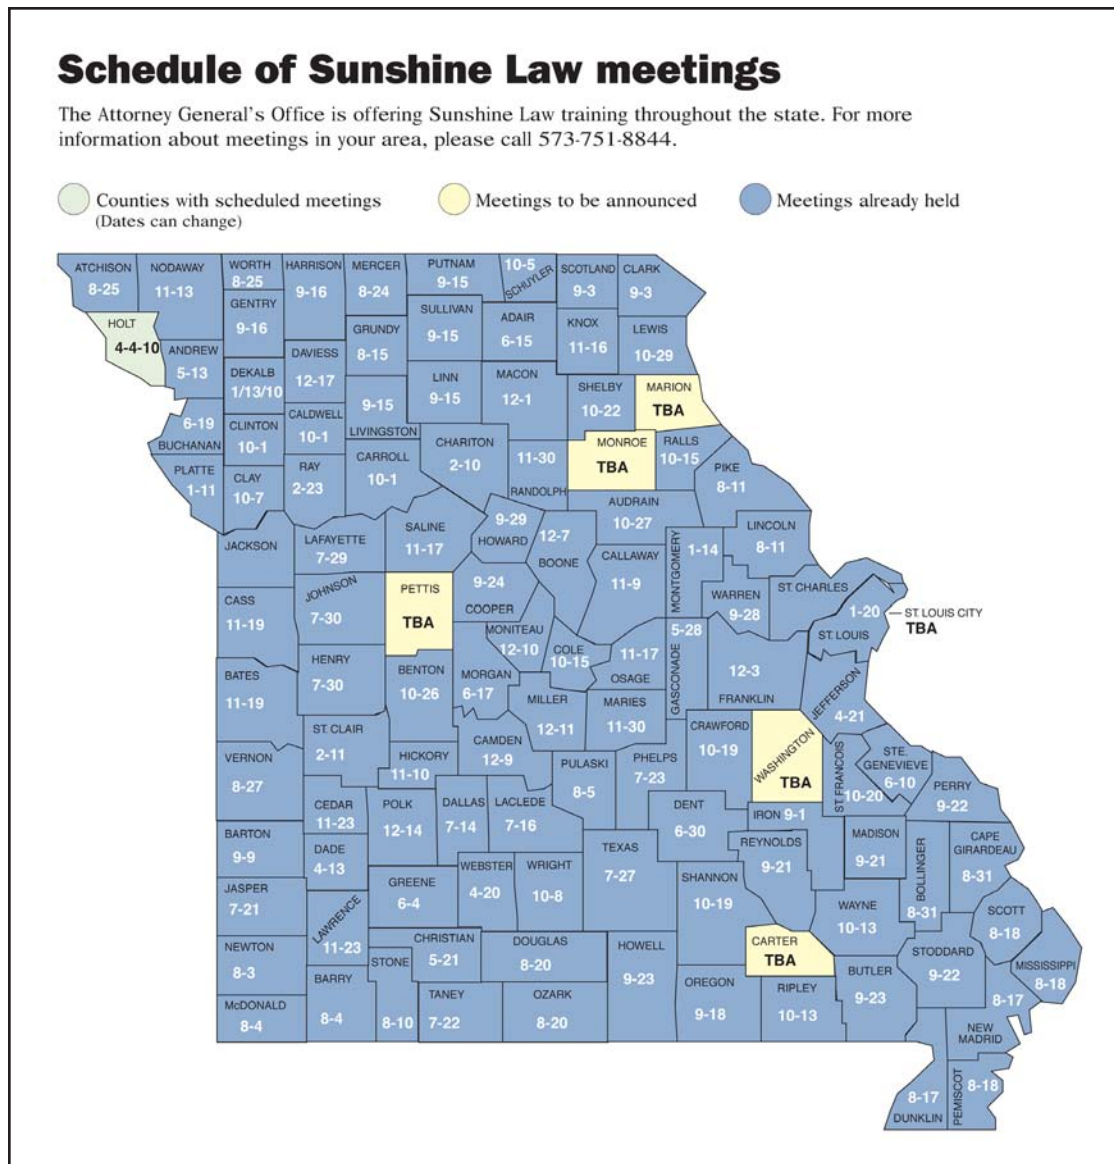 Schedule of Sunshine Law meetings
The Attorney General's Office is offering Sunshine Law training throughout the state. For more
information about meetings in your area, please call 573-751-8844.
Counties with scheduled meetings
(Dates can change)
Meetings to be announced
Meetings already held
ATCHISON
8-25
NODAWAY
11-13
WORTH
8-25
HARRISON
9-16
MERCER
8-24
PUTNAM
9-15
10-5
SCHUYLER
SCOTLAND
9-3
CLARK
9-3
HOLT
4-4-10
GENTRY
9-16
SULLIVAN
9-15
ADAIR
6-15
KNOX
11-16
LEWIS
10-29
ANDREW
5-13
DEKALB
1/13/10
DAVIESS
12-17
GRUNDY
8-15
9-15
LIVINGSTON
LINN
9-15
MACON
12-1
SHELBY
10-22
MARION
TBA
6-19
BUCHANAN
CLINTON
10-1
CALDWELL
10-1
CHARITON
2-10
11-30
RANDOLPH
MONROE
TBA
RALLS
10-15
PIKE
8-11
PLATTE
1-11
CLAY
10-7
RAY
2-23
CARROLL
10-1
AUDRAIN
10-27
JACKSON
LAFAYETTE
7-29
SALINE
11-17
9-29
HOWARD
12-7
BOONE
CALLAWAY
11-9
MONTGOMERY
1-14
LINCOLN
8-11
CASS
11-19
JOHNSON
7-30
PETTIS
TBA
9-24
COOPER
MONITEAU
12-10
COLE
10-15
11-17
OSAGE
5-28
GASCONADE
WARREN
9-28
ST. CHARLES
1-20
ST. LOUIS
ST. LOUIS CITY
TBA
BATES
11-19
HENRY
7-30
BENTON
10-26
MORGAN
6-17
MILLER
12-11
MARIES
11-30
12-3
FRANKLIN
JEFFERSON
4-21
ST. CLAIR
2-11
HICKORY
11-10
CAMDEN
12-9
PULASKI
8-5
PHELPS
7-23
CRAWFORD
10-19
WASHINGTON
TBA
ST. FRANCOIS
10-20
STE.
GENEVIEVE
6-10
PERRY
9-22
VERNON
8-27
CEDAR
11-23
POLK
12-14
DALLAS
7-14
LACLEDE
7-16
DENT
6-30
IRON 9-1
MADISON
9-21
BOLLINGER
8-31
CAPE
GIRARDEAU
8-31
BARTON
9-9
DADE
4-13
GREENE
6-4
WEBSTER
4-20
WRIGHT
10-8
TEXAS
7-27
REYNOLDS
9-21
SHANNON
10-19
WAYNE
10-13
SCOTT
8-18
JASPER
7-21
LAWRENCE
11-23
CHRISTIAN
5-21
DOUGLAS
8-20
HOWELL
9-23
CARTER
TBA
STODDARD
9-22
MISSISSIPPI
8-18
NEWTON
8-3
BARRY
8-4
STONE
8-10
TANEY
7-22
OZARK
8-20
OREGON
9-18
RIPLEY
10-13
BUTLER
9-23
8-17
NEW
MADRID
McDONALD
8-4
8-17
DUNKLIN
PEMISCOT
8-18